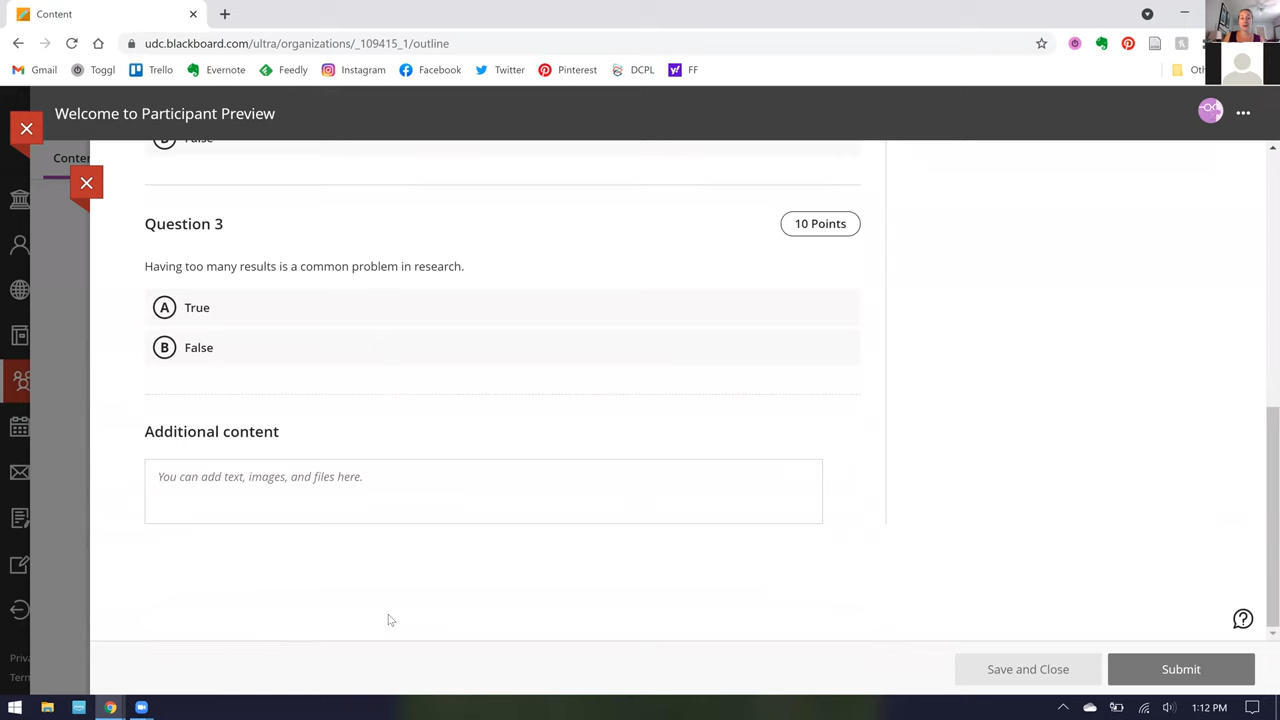 Content
udc.blackboard.com/ultra/organizations/_109415_1/outline
Gmail
Toggl
Trello
Evernote
Feedly
Instagram
Facebook
Twitter
Pinterest
DCPL
FF
Welcome to Participant Preview
Question 3
10 Points
Having too many results is a common problem in research.
A True
B False
Additional content
You can add text, images, and files here.
Save and Close
Submit
1:12 PM